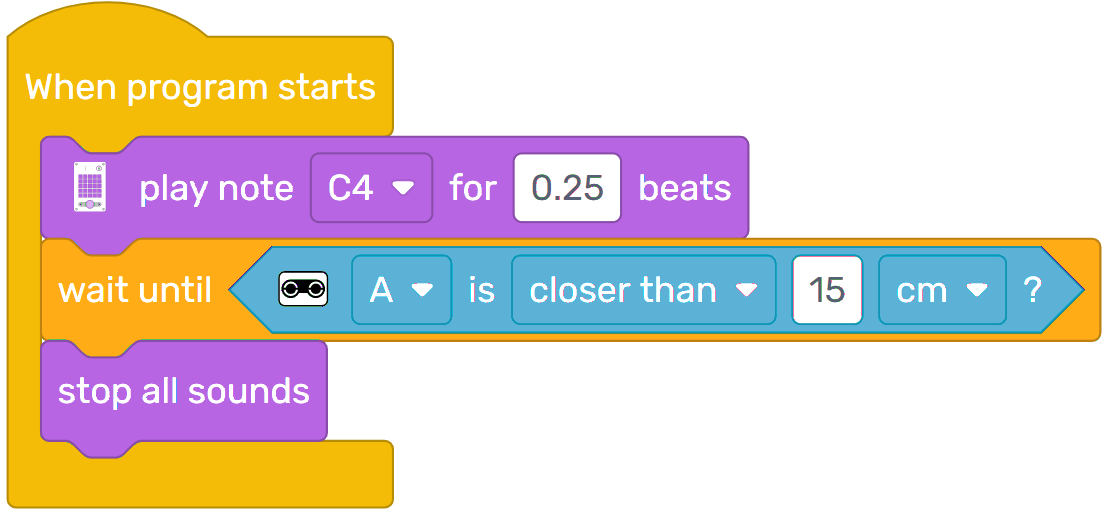 When program starts
play note C4 for 0.25 beats
wait until A is closer than 15 cm ?
stop all sounds